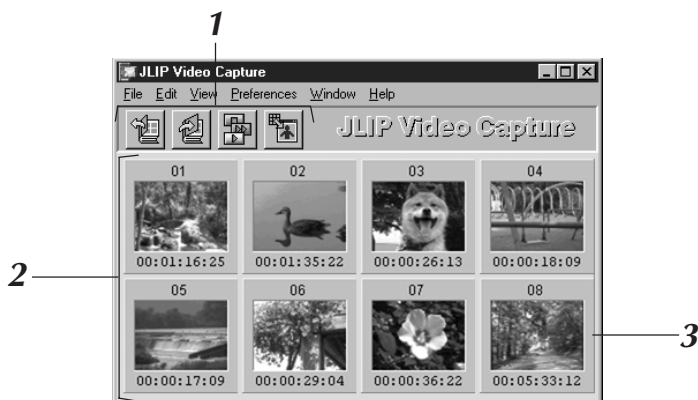 1
JLIP Video Capture
File Edit View Preferences Window Help
JLIP Video Capture
01 02 03 04
00:01:16:25 00:01:35:22 00:00:26:13 00:00:18:09
2
05 06 07 08
3
00:00:17:09 00:00:29:04 00:00:36:22 00:05:33:12